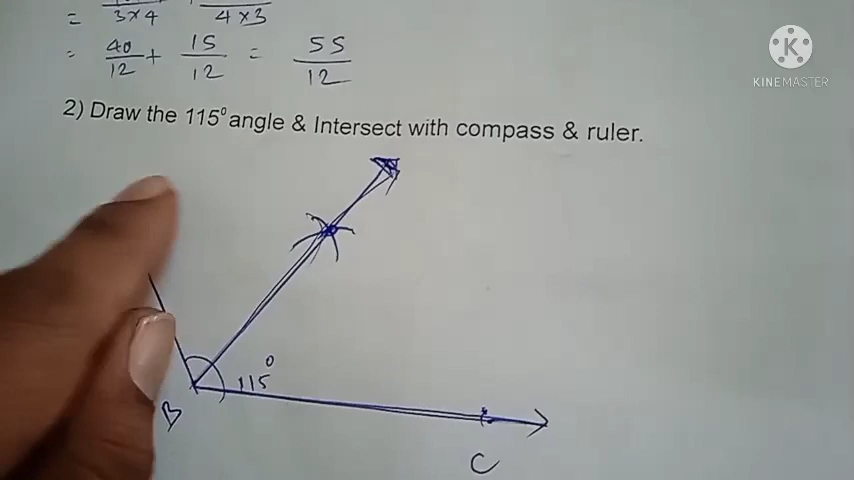 = 3×4 4×3
= 40/12 + 15/12 = 55/12
K
KINEMASTER
2) Draw the 115° angle & Intersect with compass & ruler.
115°
B
C